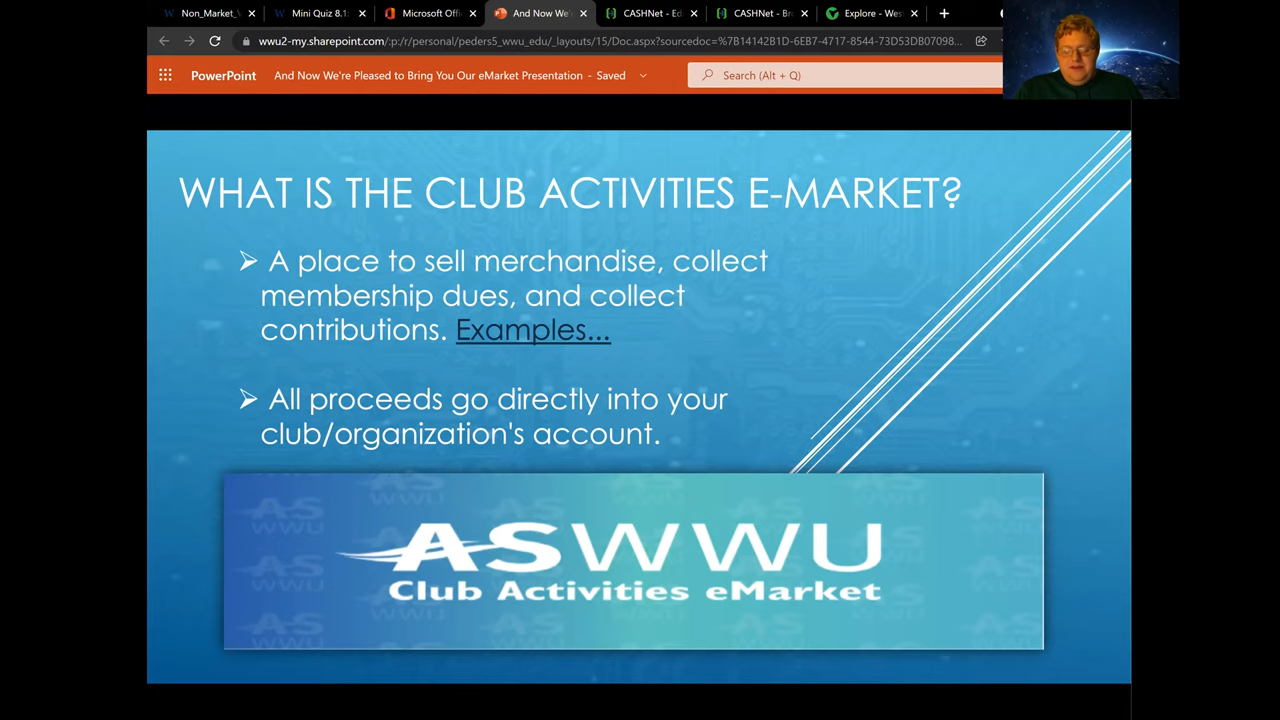 Non_Market_
Mini Quiz 8.1:
Microsoft Offi
And Now We'
CASHNet - Ed
CASHNet - Br
Explore - Wes
wwu2-my.sharepoint.com/:p:/r/personal/peders5_wwu_edu/_layouts/15/Doc.aspx?sourcedoc=%7B14142B1D-6EB7-4717-8544-73D53DB07098...
PowerPoint
And Now We're Pleased to Bring You Our eMarket Presentation - Saved
Search (Alt + Q)
WHAT IS THE CLUB ACTIVITIES E-MARKET?
A place to sell merchandise, collect
membership dues, and collect
contributions. Examples...
All proceeds go directly into your
club/organization's account.
ASWWU
Club Activities eMarket